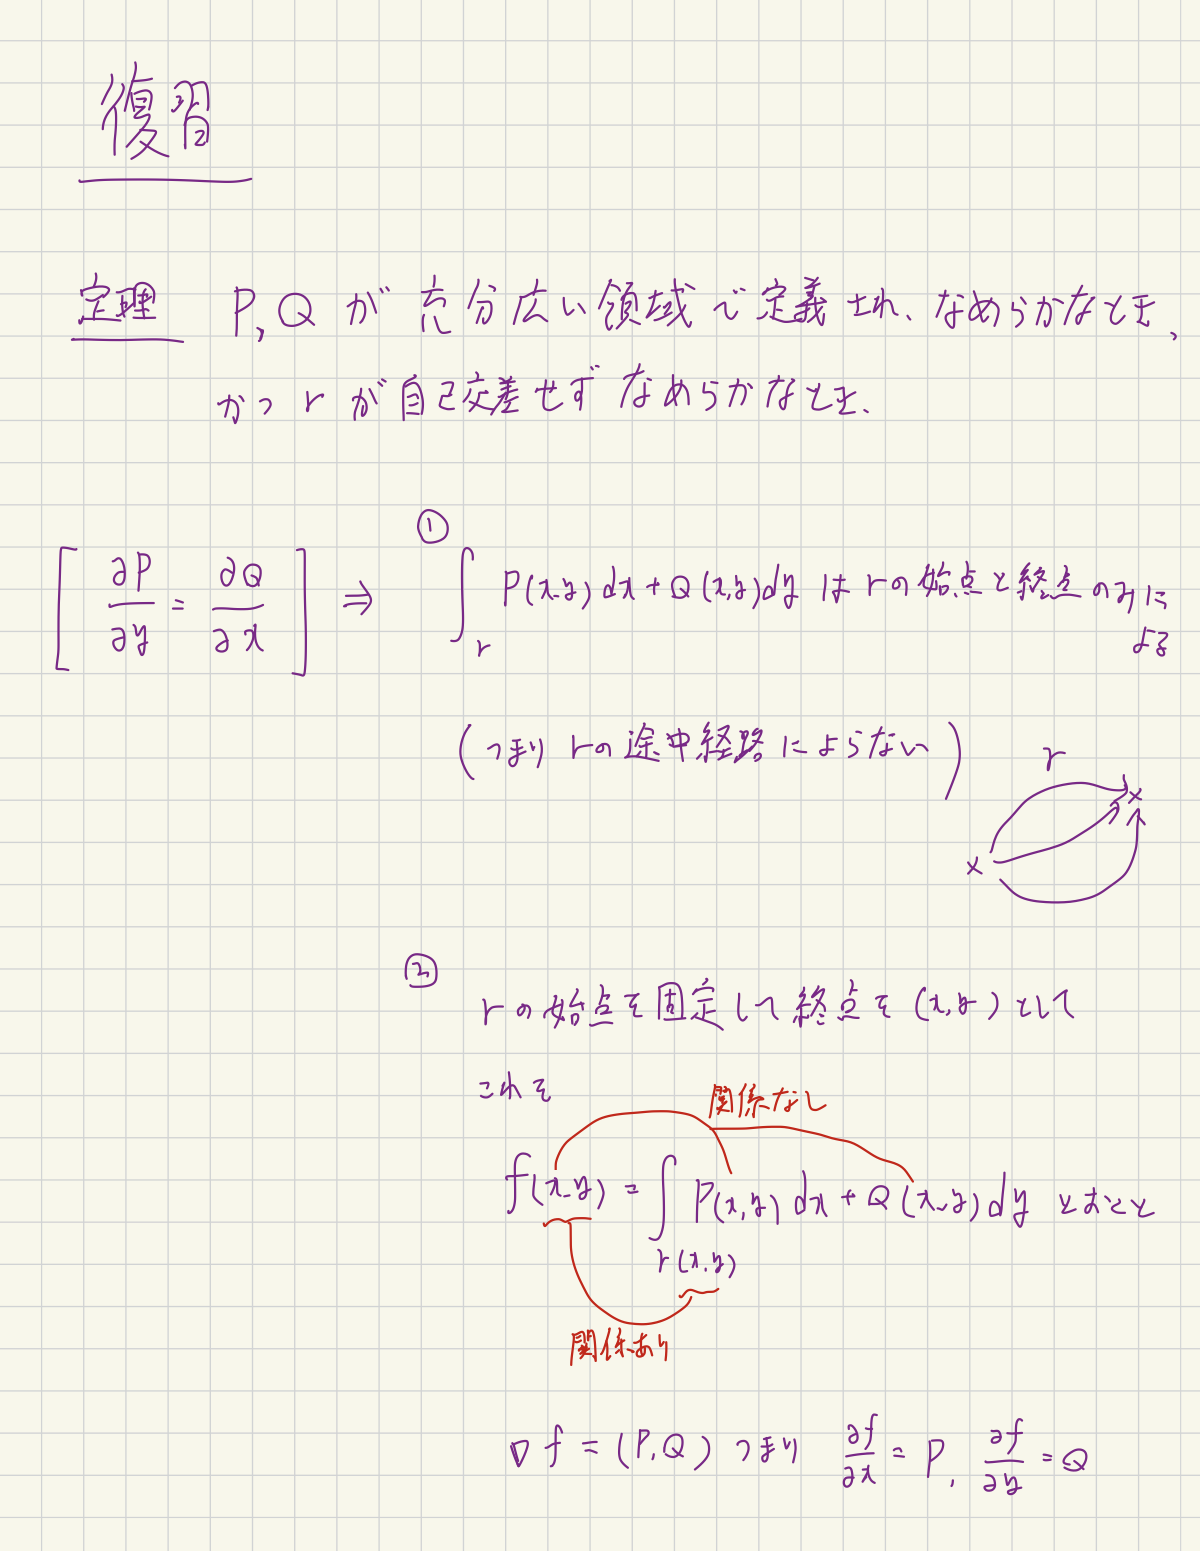 復習
定理 P, Q が 充分広い領域で定義され、なめらかなとき、
かつ r が自己交差せずなめらかなとき、
①
[ ∂P/∂y = ∂Q/∂x ] ⇒ ∫_r P(x,y)dx + Q(x,y)dy は rの始点と終点のみに
よる
(つまり rの途中経路によらない)
r
②
rの始点を固定して終点を(x,y)として
これを
関係なし
f(x,y) = ∫_{r(x,y)} P(x,y)dx + Q(x,y)dy とおくと
関係あり
∇f = (P,Q) つまり ∂f/∂x = P, ∂f/∂y = Q